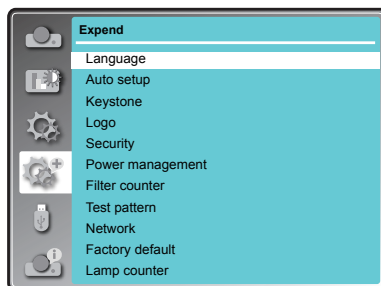 Expend
Language
Auto setup
Keystone
Logo
Security
Power management
Filter counter
Test pattern
Network
Factory default
Lamp counter